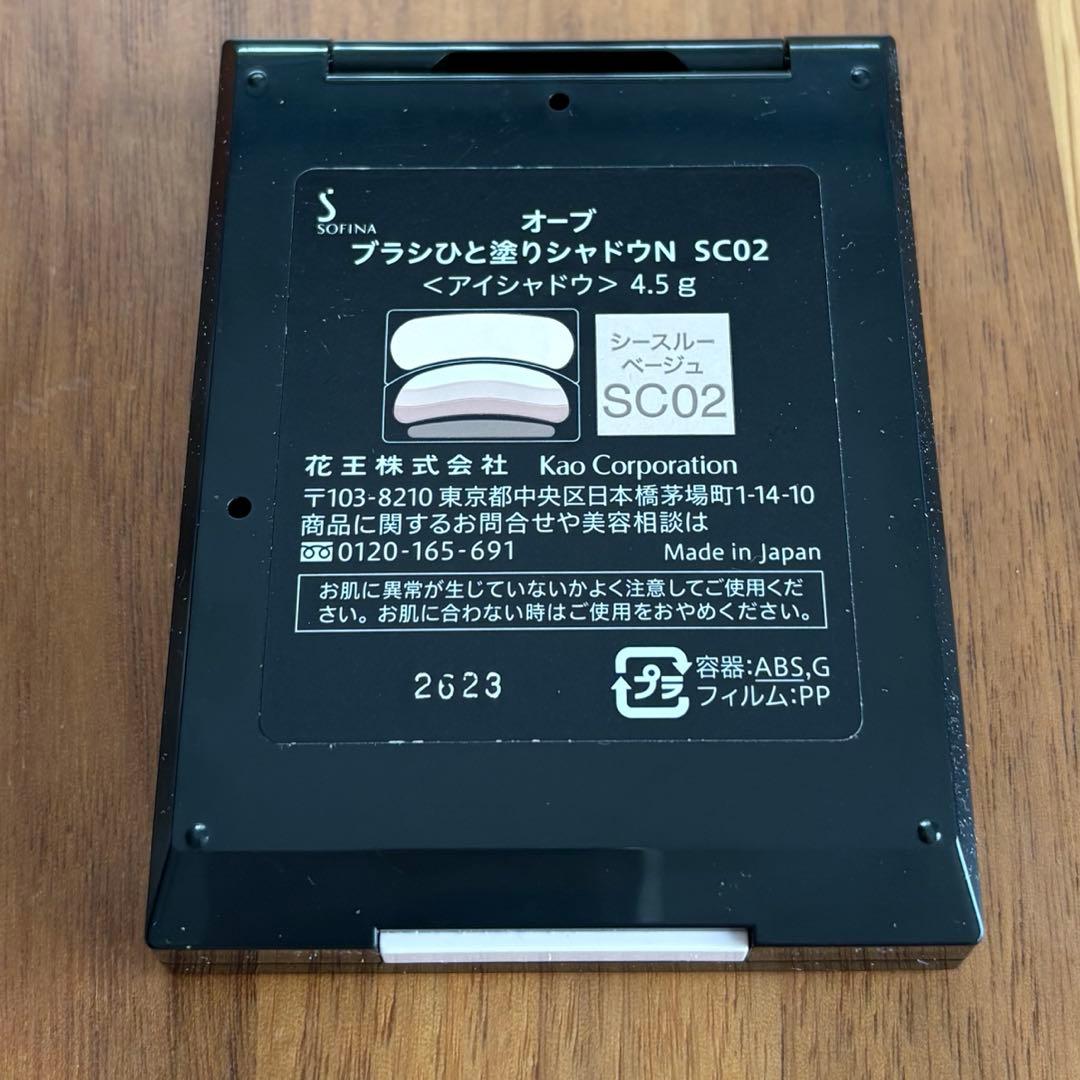 SOFINA
オーブ
ブラシひと塗りシャドウN SC02
＜アイシャドウ＞ 4.5g
シースルー
ベージュ
SC02
花王株式会社 Kao Corporation
〒103-8210 東京都中央区日本橋茅場町1-14-10
商品に関するお問合せや美容相談は
0120-165-691 Made in Japan
お肌に異常が生じていないかよく注意してご使用くだ
さい。お肌に合わない時はご使用をおやめください。
2623
プラ
容器:ABS,G
フィルム:PP